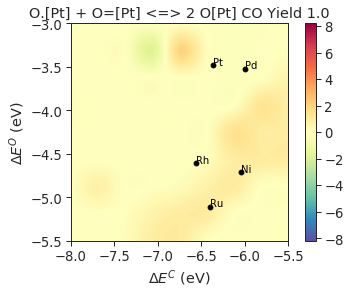 O.[Pt] + O=[Pt] <=> 2 O[Pt] CO Yield 1.0
−3.0
−3.5
−4.0
−4.5
−5.0
−5.5
ΔE^O (eV)
Pt
Pd
Rh
Ni
Ru
−8.0 −7.5 −7.0 −6.5 −6.0 −5.5
ΔE^C (eV)
8
6
4
2
0
−2
−4
−6
−8